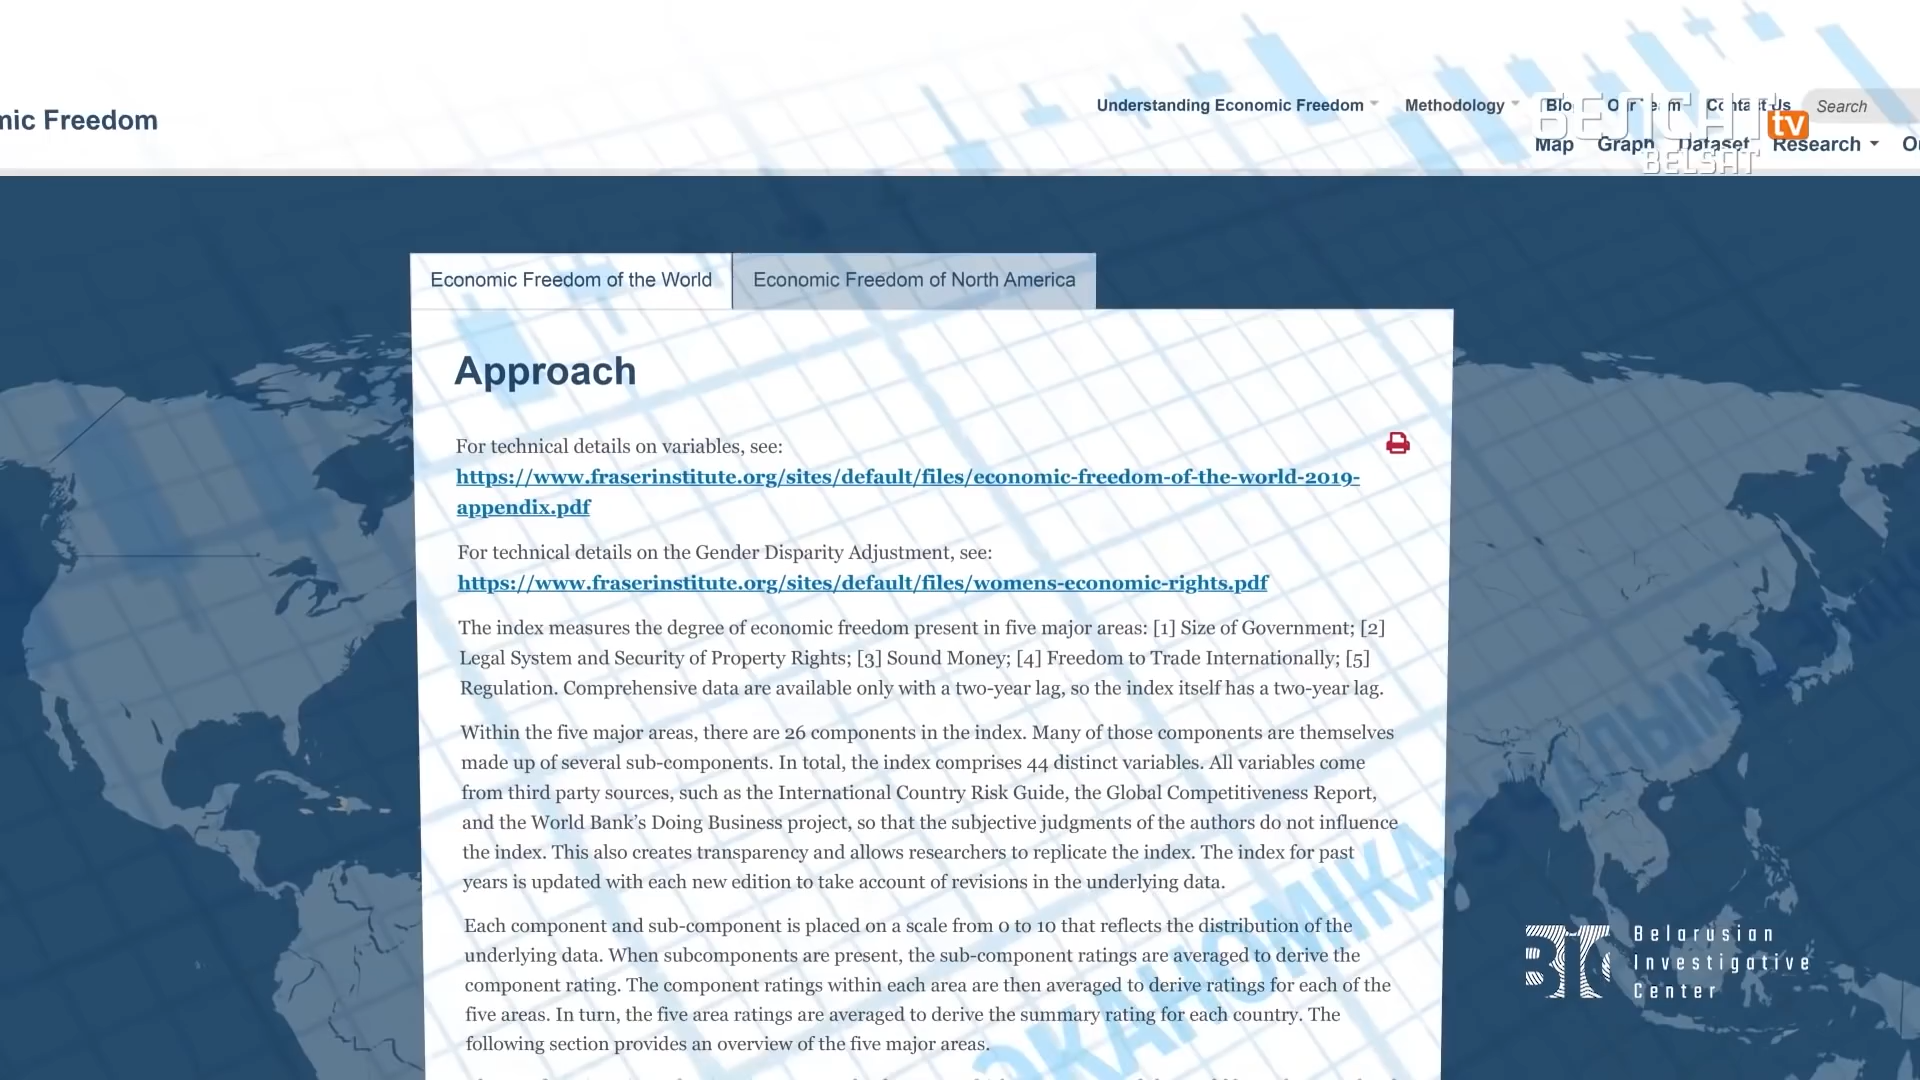 mic Freedom
Understanding Economic Freedom
Methodology
Blo
Our Team
Contact Us
Search
БЕЛСАТ
tv
BELSAT
Map
Graph
Dataset
Research
Economic Freedom of the World
Economic Freedom of North America
Approach
For technical details on variables, see:
https://www.fraserinstitute.org/sites/default/files/economic-freedom-of-the-world-2019-
appendix.pdf
For technical details on the Gender Disparity Adjustment, see:
https://www.fraserinstitute.org/sites/default/files/womens-economic-rights.pdf
The index measures the degree of economic freedom present in five major areas: [1] Size of Government; [2]
Legal System and Security of Property Rights; [3] Sound Money; [4] Freedom to Trade Internationally; [5]
Regulation. Comprehensive data are available only with a two-year lag, so the index itself has a two-year lag.
Within the five major areas, there are 26 components in the index. Many of those components are themselves
made up of several sub-components. In total, the index comprises 44 distinct variables. All variables come
from third party sources, such as the International Country Risk Guide, the Global Competitiveness Report,
and the World Bank's Doing Business project, so that the subjective judgments of the authors do not influence
the index. This also creates transparency and allows researchers to replicate the index. The index for past
years is updated with each new edition to take account of revisions in the underlying data.
Each component and sub-component is placed on a scale from 0 to 10 that reflects the distribution of the
underlying data. When subcomponents are present, the sub-component ratings are averaged to derive the
component rating. The component ratings within each area are then averaged to derive ratings for each of the
five areas. In turn, the five area ratings are averaged to derive the summary rating for each country. The
following section provides an overview of the five major areas.
ЭКАНОМІКА
Belarusian
Investigative
Center